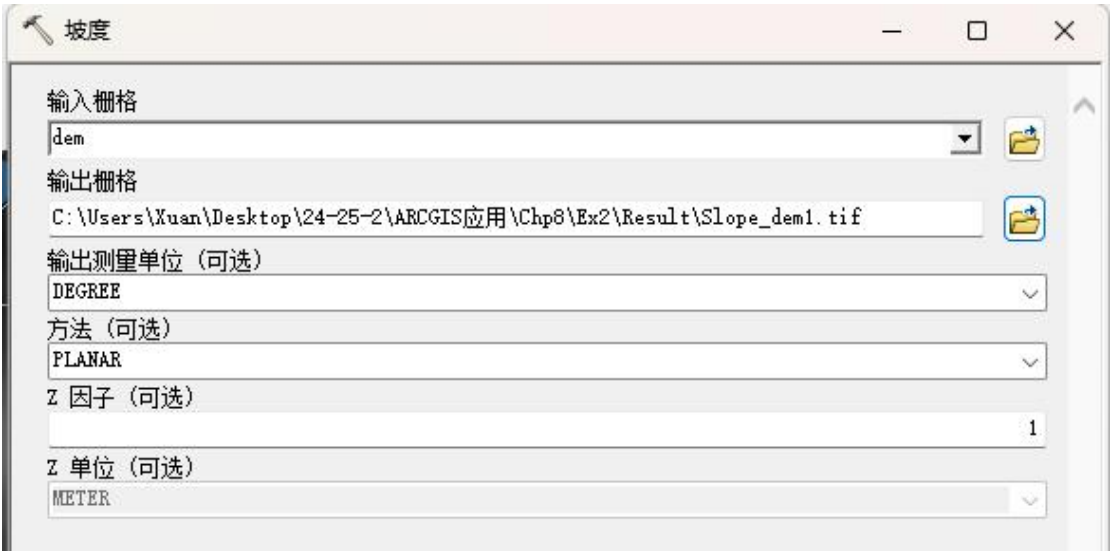 坡度
输入栅格
dem
输出栅格
C:\Users\Xuan\Desktop\24-25-2\ARCGIS应用\Chp8\Ex2\Result\Slope_dem1.tif
输出测量单位 (可选)
DEGREE
方法 (可选)
PLANAR
Z 因子 (可选)
1
Z 单位 (可选)
METER